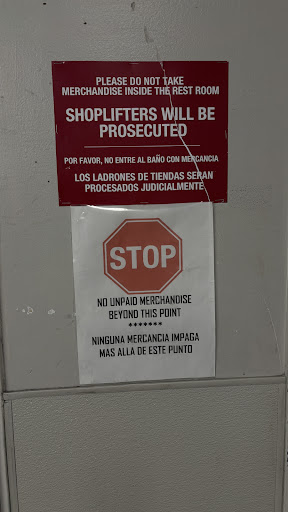 PLEASE DO NOT TAKE
MERCHANDISE INSIDE THE REST ROOM
SHOPLIFTERS WILL BE
PROSECUTED
POR FAVOR, NO ENTRE AL BAÑO CON MERCANCIA
LOS LADRONES DE TIENDAS SERAN
PROCESADOS JUDICIALMENTE
STOP
NO UNPAID MERCHANDISE
BEYOND THIS POINT
*******
NINGUNA MERCANCIA IMPAGA
MAS ALLA DE ESTE PUNTO